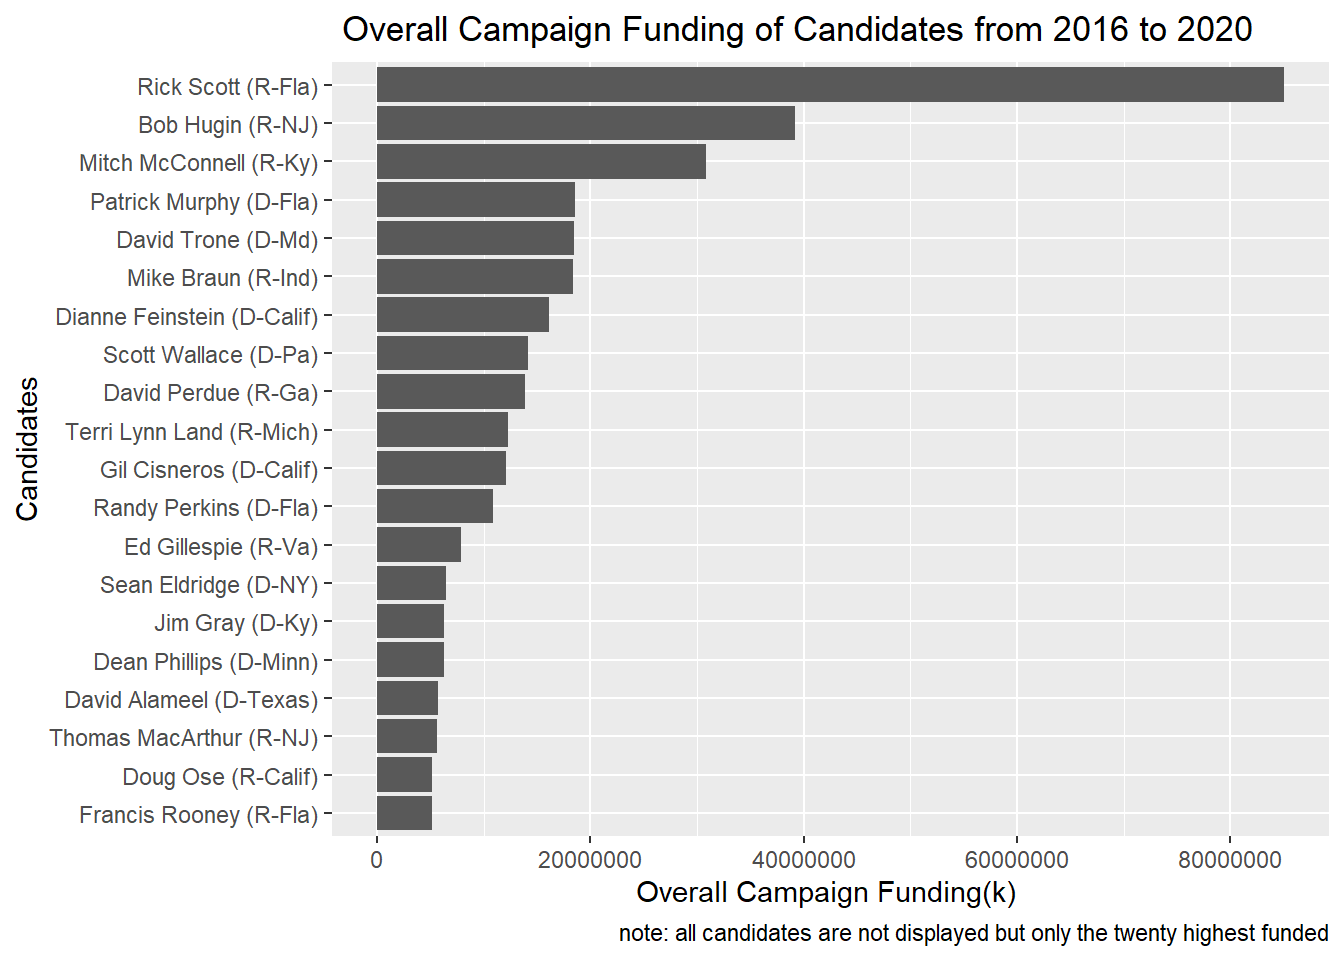 Overall Campaign Funding of Candidates from 2016 to 2020
Candidates
Rick Scott (R-Fla)
Bob Hugin (R-NJ)
Mitch McConnell (R-Ky)
Patrick Murphy (D-Fla)
David Trone (D-Md)
Mike Braun (R-Ind)
Dianne Feinstein (D-Calif)
Scott Wallace (D-Pa)
David Perdue (R-Ga)
Terri Lynn Land (R-Mich)
Gil Cisneros (D-Calif)
Randy Perkins (D-Fla)
Ed Gillespie (R-Va)
Sean Eldridge (D-NY)
Jim Gray (D-Ky)
Dean Phillips (D-Minn)
David Alameel (D-Texas)
Thomas MacArthur (R-NJ)
Doug Ose (R-Calif)
Francis Rooney (R-Fla)
0 20000000 40000000 60000000 80000000
Overall Campaign Funding(k)
note: all candidates are not displayed but only the twenty highest funded